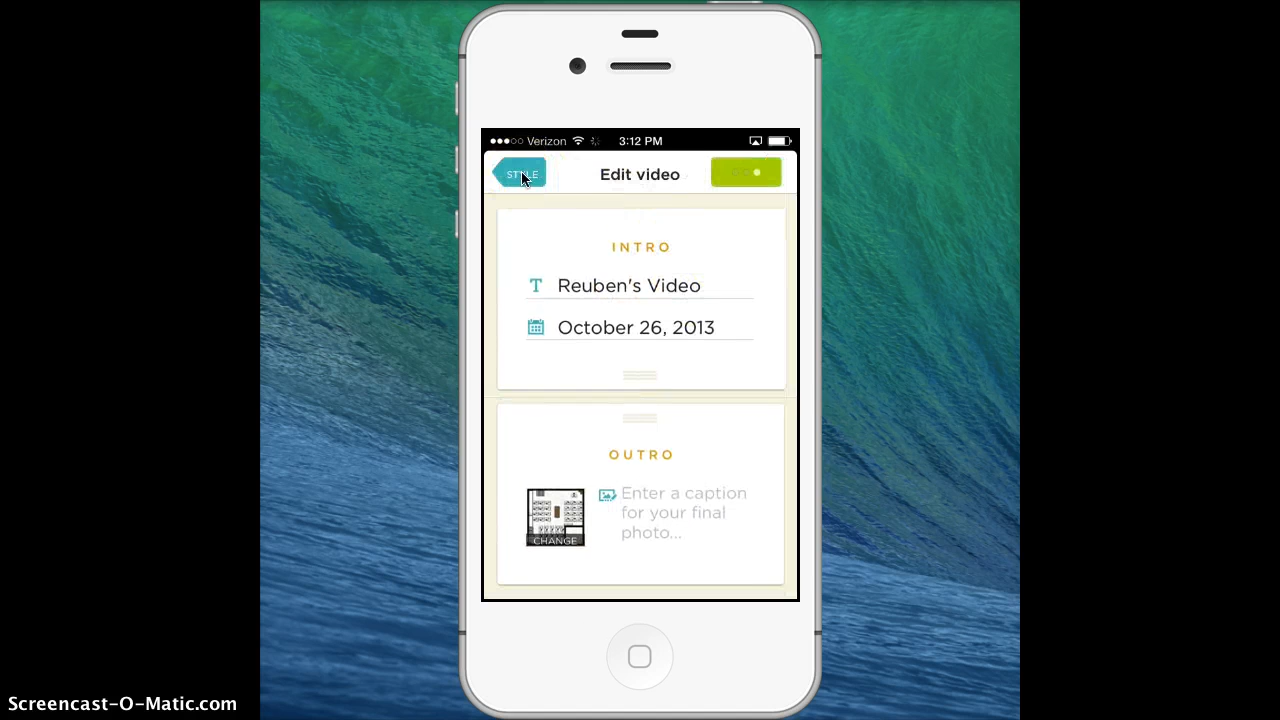 Verizon 3:12 PM
STYLE Edit video
INTRO
Reuben's Video
October 26, 2013
OUTRO
Enter a caption
for your final
photo...
CHANGE
Screencast-O-Matic.com